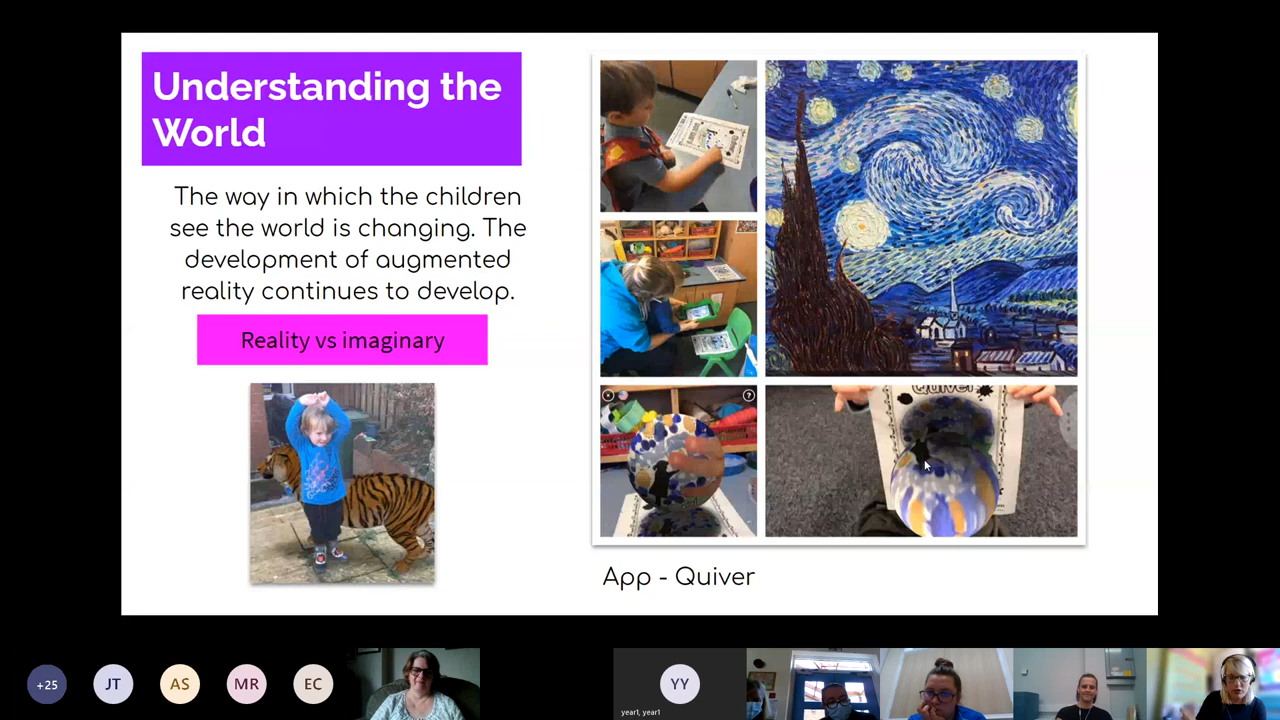 Understanding the
World
The way in which the children
see the world is changing. The
development of augmented
reality continues to develop.
Reality vs imaginary
Quiver
?
App - Quiver
+25
JT
AS
MR
EC
YY
year1, year1